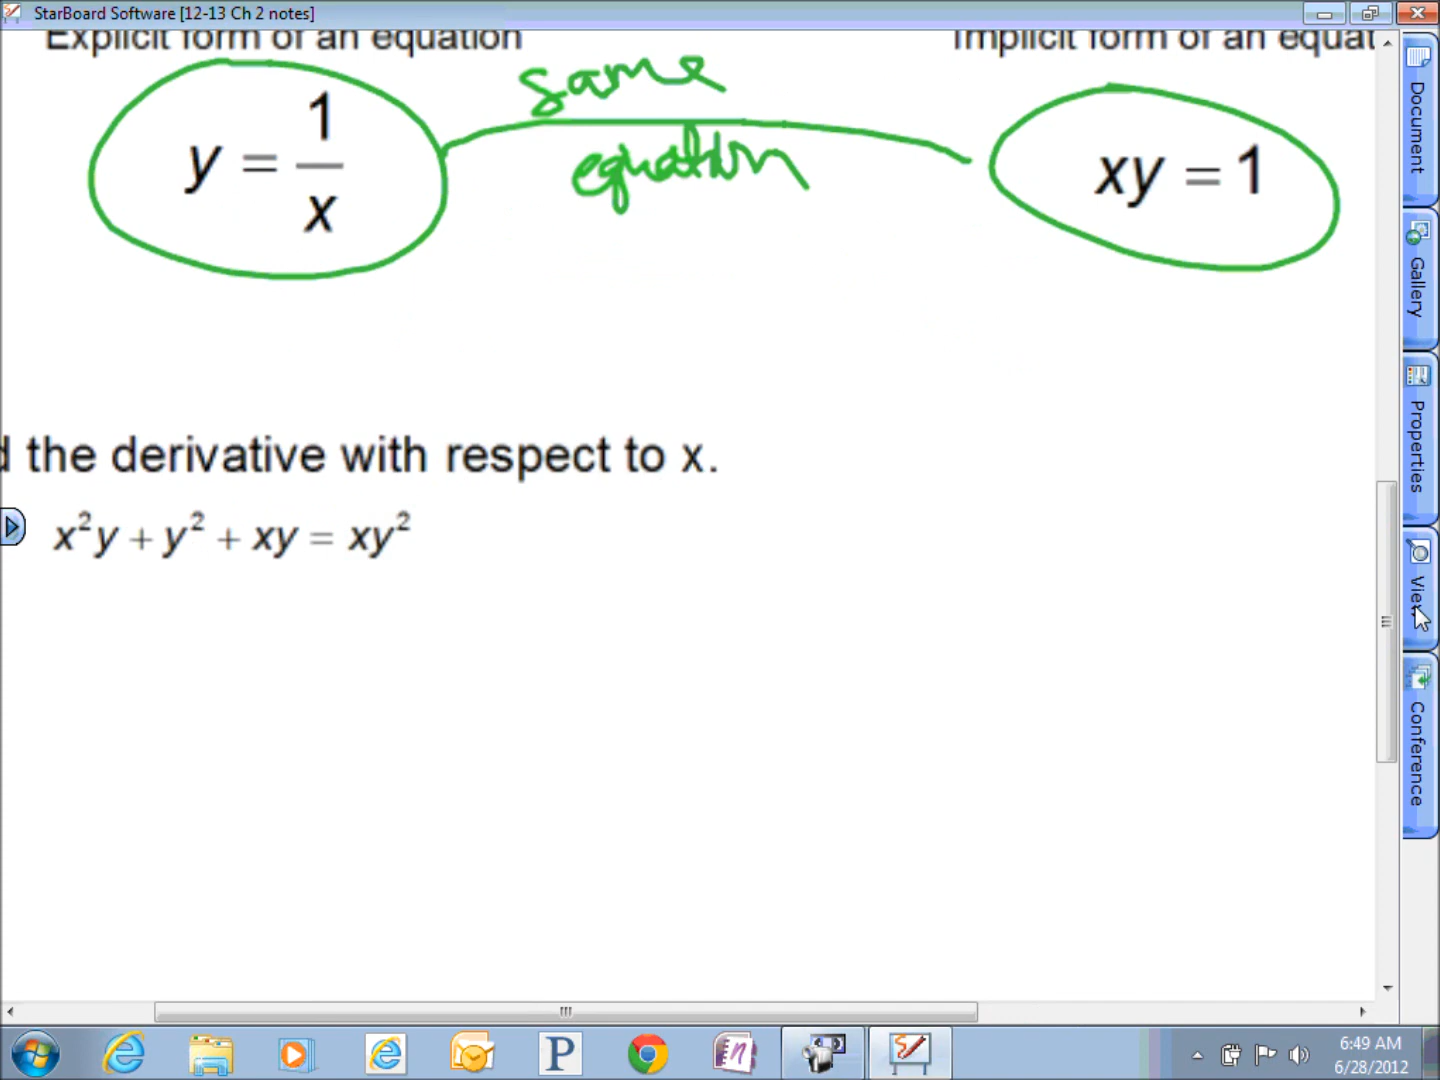 StarBoard Software [12-13 Ch 2 notes]
Explicit form of an equation
Implicit form of an equat
same
equation
y = 1/x
xy = 1
d the derivative with respect to x.
x²y + y² + xy = xy²
Document
Gallery
Properties
View
Conference
6:49 AM
6/28/2012